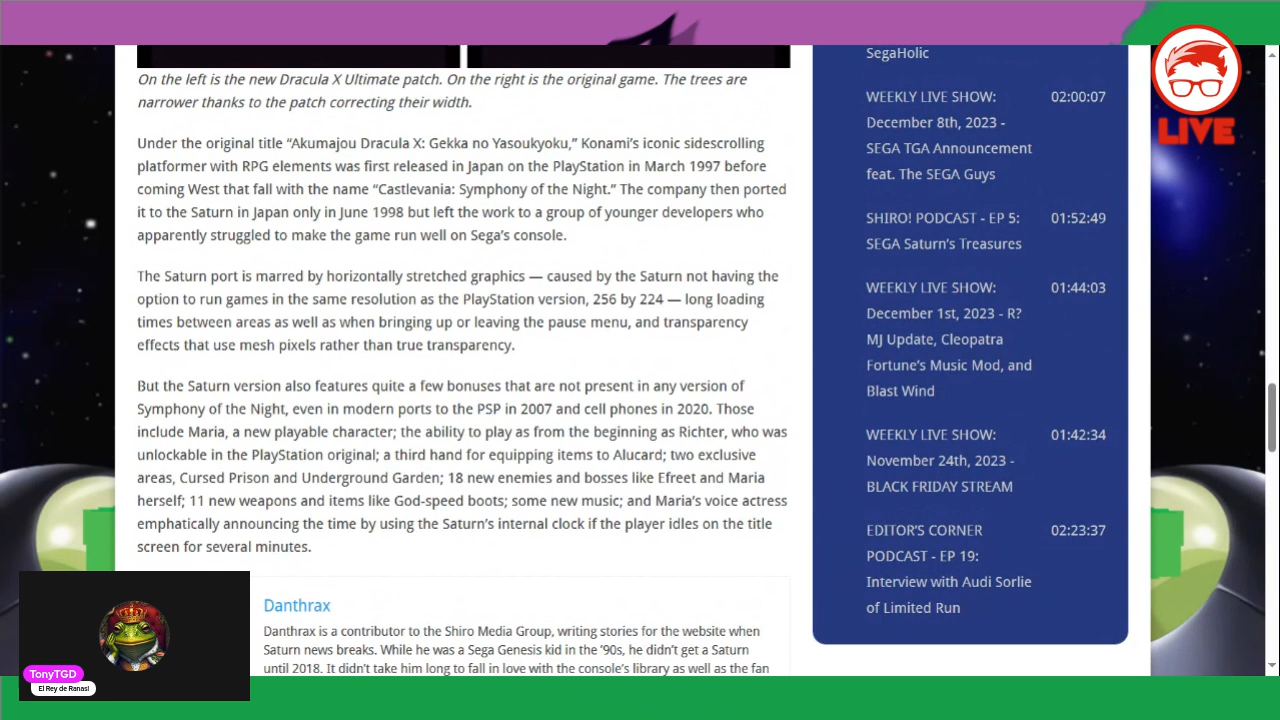 On the left is the new Dracula X Ultimate patch. On the right is the original game. The trees are
narrower thanks to the patch correcting their width.
Under the original title “Akumajou Dracula X: Gekka no Yasoukyoku,” Konami’s iconic sidescrolling
platformer with RPG elements was first released in Japan on the PlayStation in March 1997 before
coming West that fall with the name “Castlevania: Symphony of the Night.” The company then ported
it to the Saturn in Japan only in June 1998 but left the work to a group of younger developers who
apparently struggled to make the game run well on Sega’s console.
The Saturn port is marred by horizontally stretched graphics — caused by the Saturn not having the
option to run games in the same resolution as the PlayStation version, 256 by 224 — long loading
times between areas as well as when bringing up or leaving the pause menu, and transparency
effects that use mesh pixels rather than true transparency.
But the Saturn version also features quite a few bonuses that are not present in any version of
Symphony of the Night, even in modern ports to the PSP in 2007 and cell phones in 2020. Those
include Maria, a new playable character; the ability to play as from the beginning as Richter, who was
unlockable in the PlayStation original; a third hand for equipping items to Alucard; two exclusive
areas, Cursed Prison and Underground Garden; 18 new enemies and bosses like Efreet and Maria
herself; 11 new weapons and items like God-speed boots; some new music; and Maria’s voice actress
emphatically announcing the time by using the Saturn’s internal clock if the player idles on the title
screen for several minutes.
Danthrax
Danthrax is a contributor to the Shiro Media Group, writing stories for the website when
Saturn news breaks. While he was a Sega Genesis kid in the ’90s, he didn’t get a Saturn
until 2018. It didn’t take him long to fall in love with the console’s library as well as the fan
SegaHolic
WEEKLY LIVE SHOW: 02:00:07
December 8th, 2023 -
SEGA TGA Announcement
feat. The SEGA Guys
SHIRO! PODCAST - EP 5: 01:52:49
SEGA Saturn’s Treasures
WEEKLY LIVE SHOW: 01:44:03
December 1st, 2023 - R?
MJ Update, Cleopatra
Fortune’s Music Mod, and
Blast Wind
WEEKLY LIVE SHOW: 01:42:34
November 24th, 2023 -
BLACK FRIDAY STREAM
EDITOR’S CORNER 02:23:37
PODCAST - EP 19:
Interview with Audi Sorlie
of Limited Run
LIVE
TonyTGD
El Rey de Ranas!